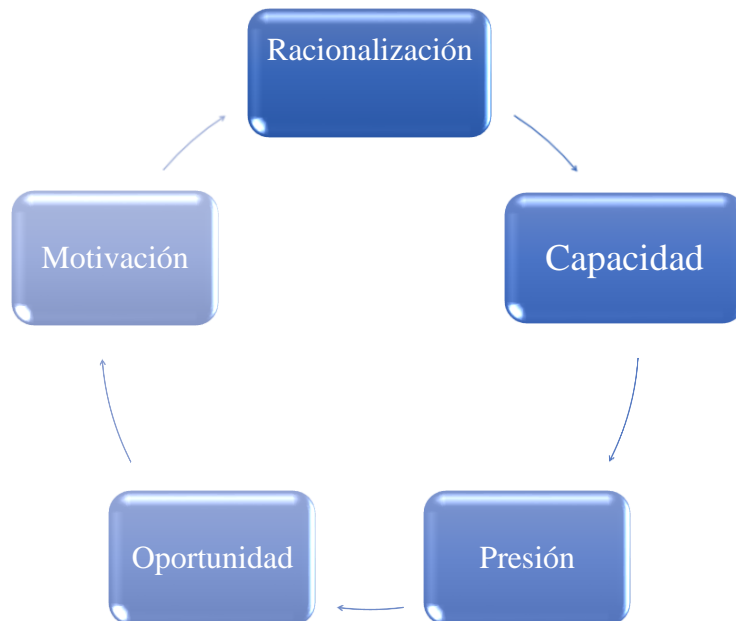 Racionalización
Capacidad
Presión
Oportunidad
Motivación